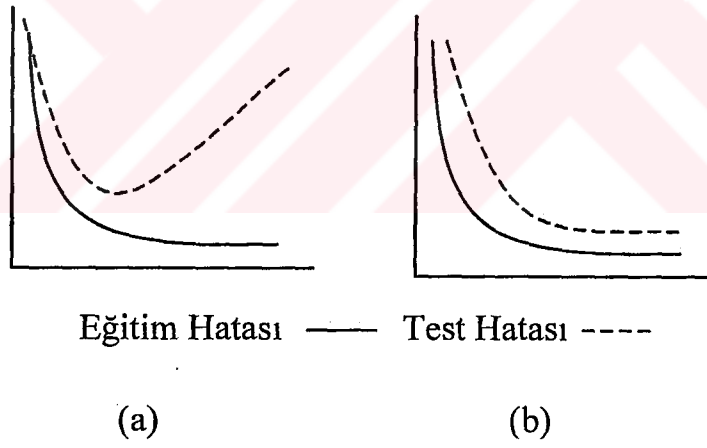 Eğitim Hatası —— Test Hatası ----
(a) (b)